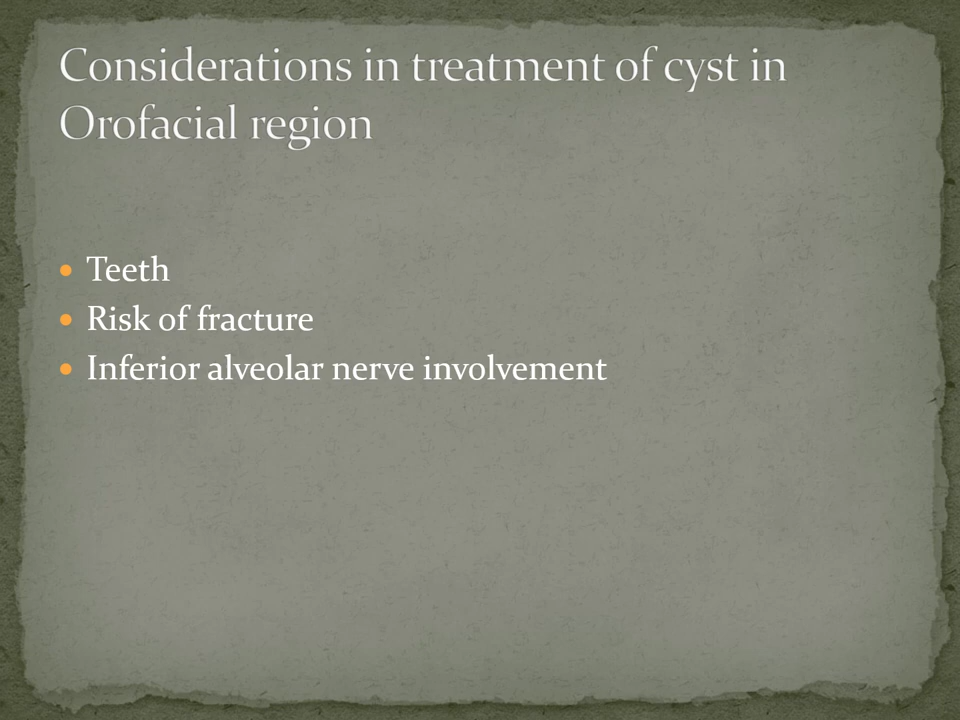 Considerations in treatment of cyst in
Orofacial region
• Teeth
• Risk of fracture
• Inferior alveolar nerve involvement